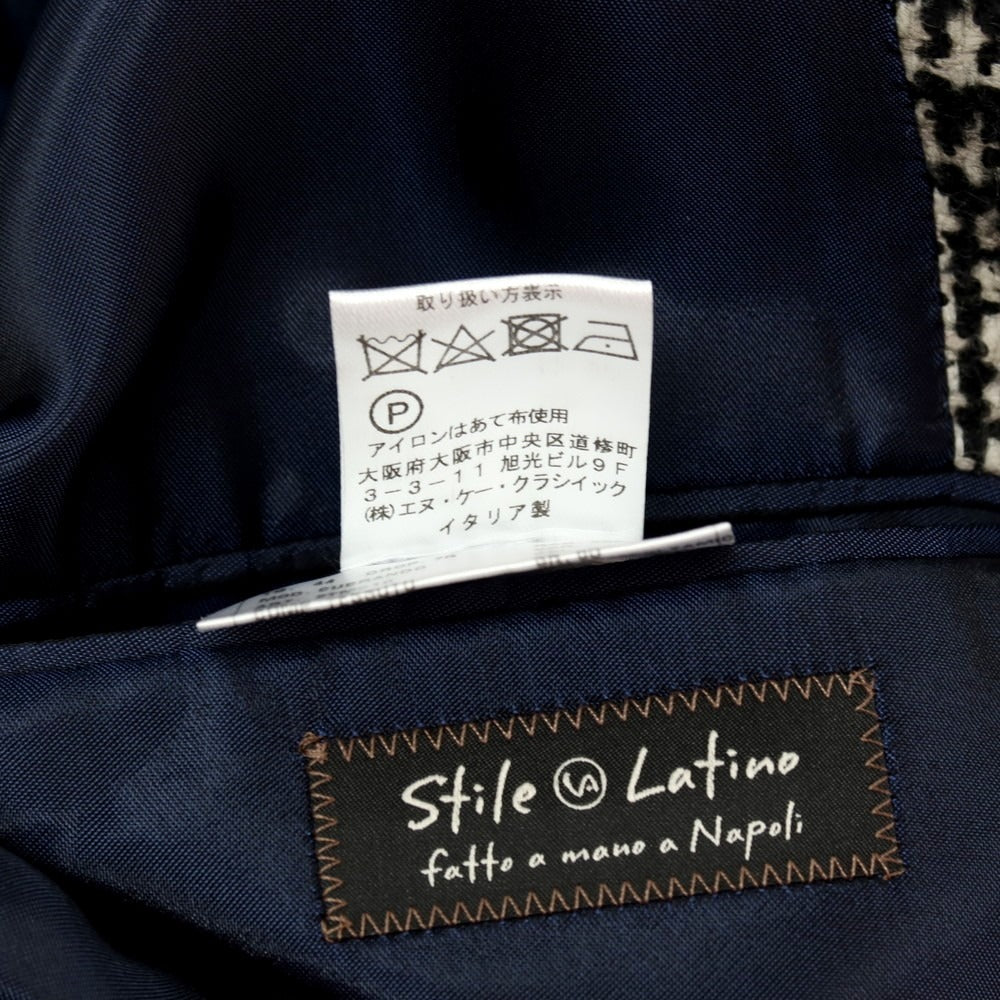 取り扱い方表示
P
アイロンはあて布使用
大阪府大阪市中央区道修町
3-3-11 旭光ビル9F
(株)エヌ・ケー・クラシイック
イタリア製
Stile VA Latino
fatto a mano a Napoli